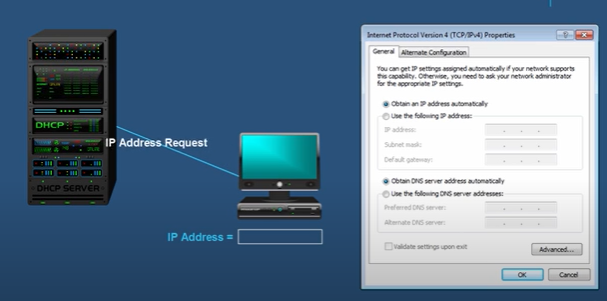 DHCP
DHCP SERVER
IP Address Request
IP Address =
Internet Protocol Version 4 (TCP/IPv4) Properties
General
Alternate Configuration
You can get IP settings assigned automatically if your network supports
this capability. Otherwise, you need to ask your network administrator
for the appropriate IP settings.
Obtain an IP address automatically
Use the following IP address:
IP address:
Subnet mask:
Default gateway:
Obtain DNS server address automatically
Use the following DNS server addresses:
Preferred DNS server:
Alternate DNS server:
Validate settings upon exit
Advanced...
OK
Cancel